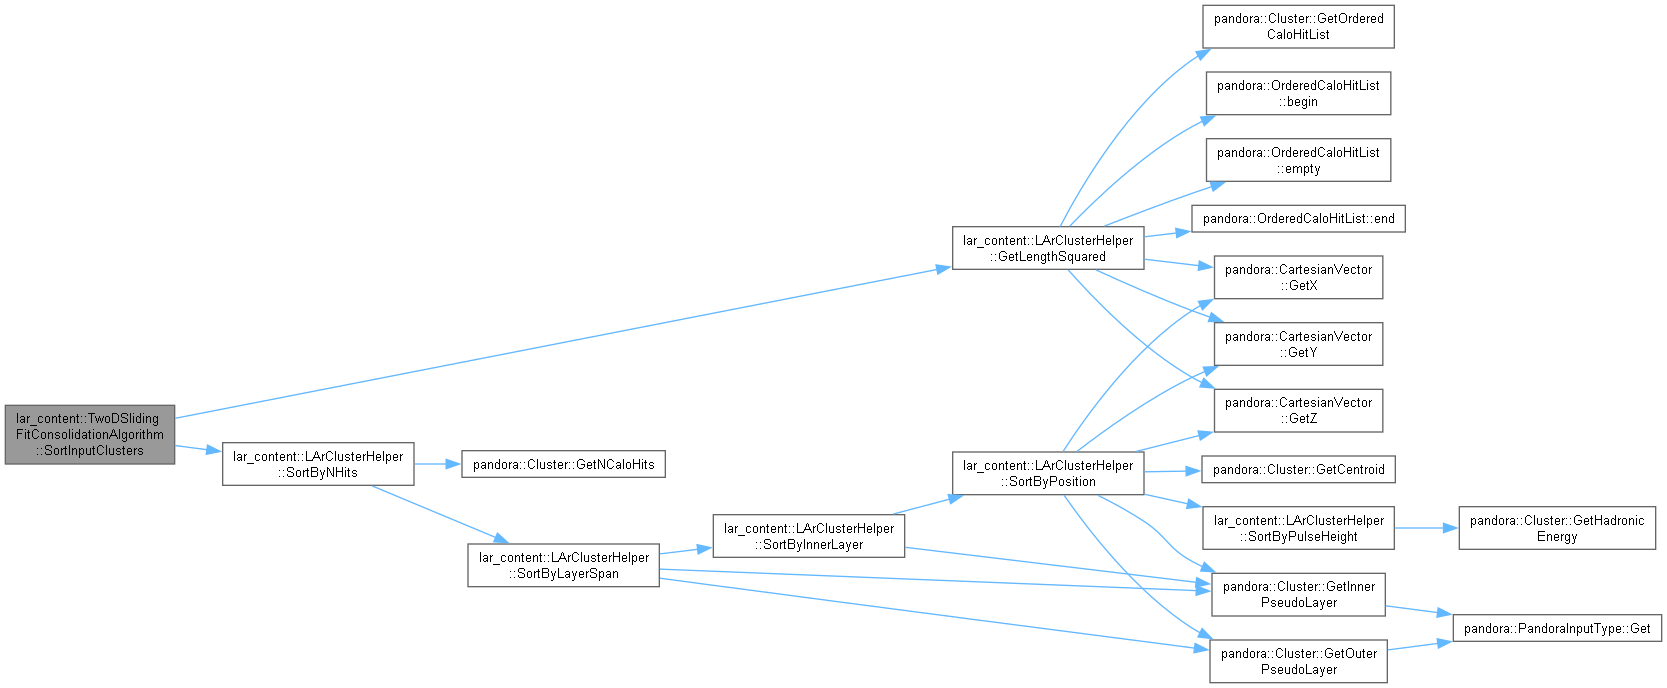 pandora::Cluster::GetOrdered
CaloHitList
pandora::OrderedCaloHitList
::begin
pandora::OrderedCaloHitList
::empty
pandora::OrderedCaloHitList::end
lar_content::LArClusterHelper
::GetLengthSquared
pandora::CartesianVector
::GetX
pandora::CartesianVector
::GetY
pandora::CartesianVector
::GetZ
lar_content::TwoDSliding
FitConsolidationAlgorithm
::SortInputClusters
lar_content::LArClusterHelper
::SortByNHits
pandora::Cluster::GetNCaloHits
lar_content::LArClusterHelper
::SortByPosition
pandora::Cluster::GetCentroid
lar_content::LArClusterHelper
::SortByInnerLayer
lar_content::LArClusterHelper
::SortByPulseHeight
pandora::Cluster::GetHadronic
Energy
lar_content::LArClusterHelper
::SortByLayerSpan
pandora::Cluster::GetInner
PseudoLayer
pandora::PandoraInputType::Get
pandora::Cluster::GetOuter
PseudoLayer